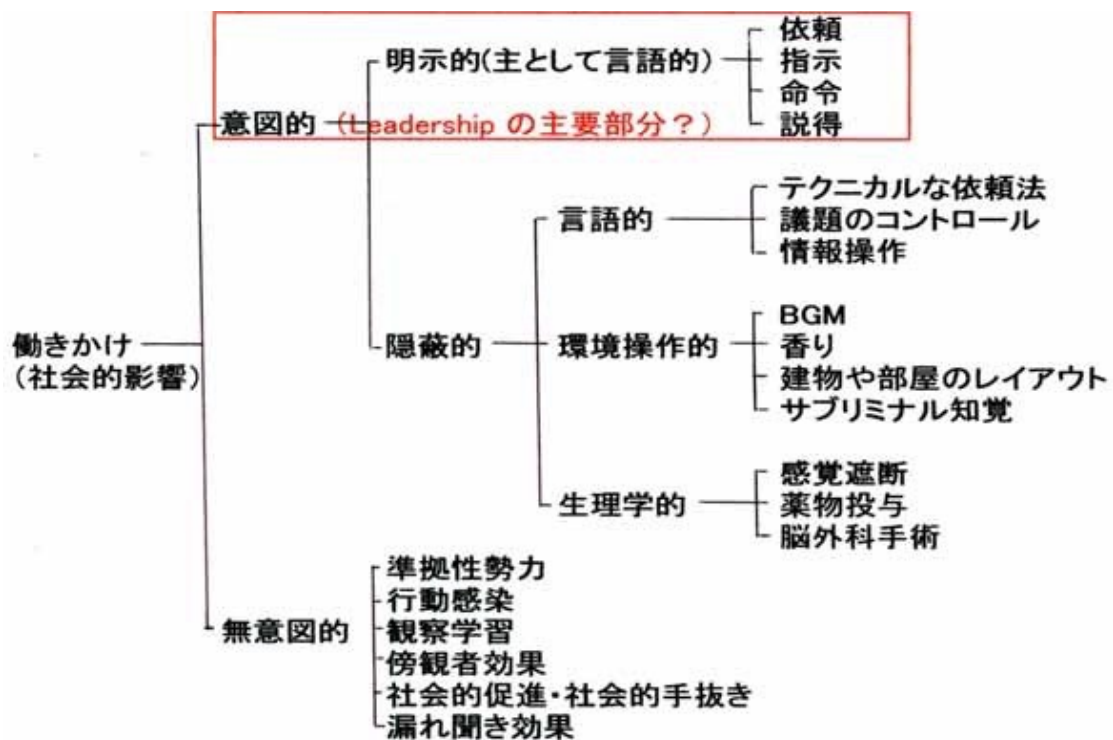 依頼
明示的(主として言語的)
指示
命令
意図的 (Leadership の主要部分？)
説得
テクニカルな依頼法
言語的
議題のコントロール
情報操作
BGM
働きかけ
(社会的影響)
隠蔽的
環境操作的
香り
建物や部屋のレイアウト
サブリミナル知覚
感覚遮断
生理学的
薬物投与
脳外科手術
準拠性勢力
行動感染
無意図的
観察学習
傍観者効果
社会的促進・社会的手抜き
漏れ聞き効果